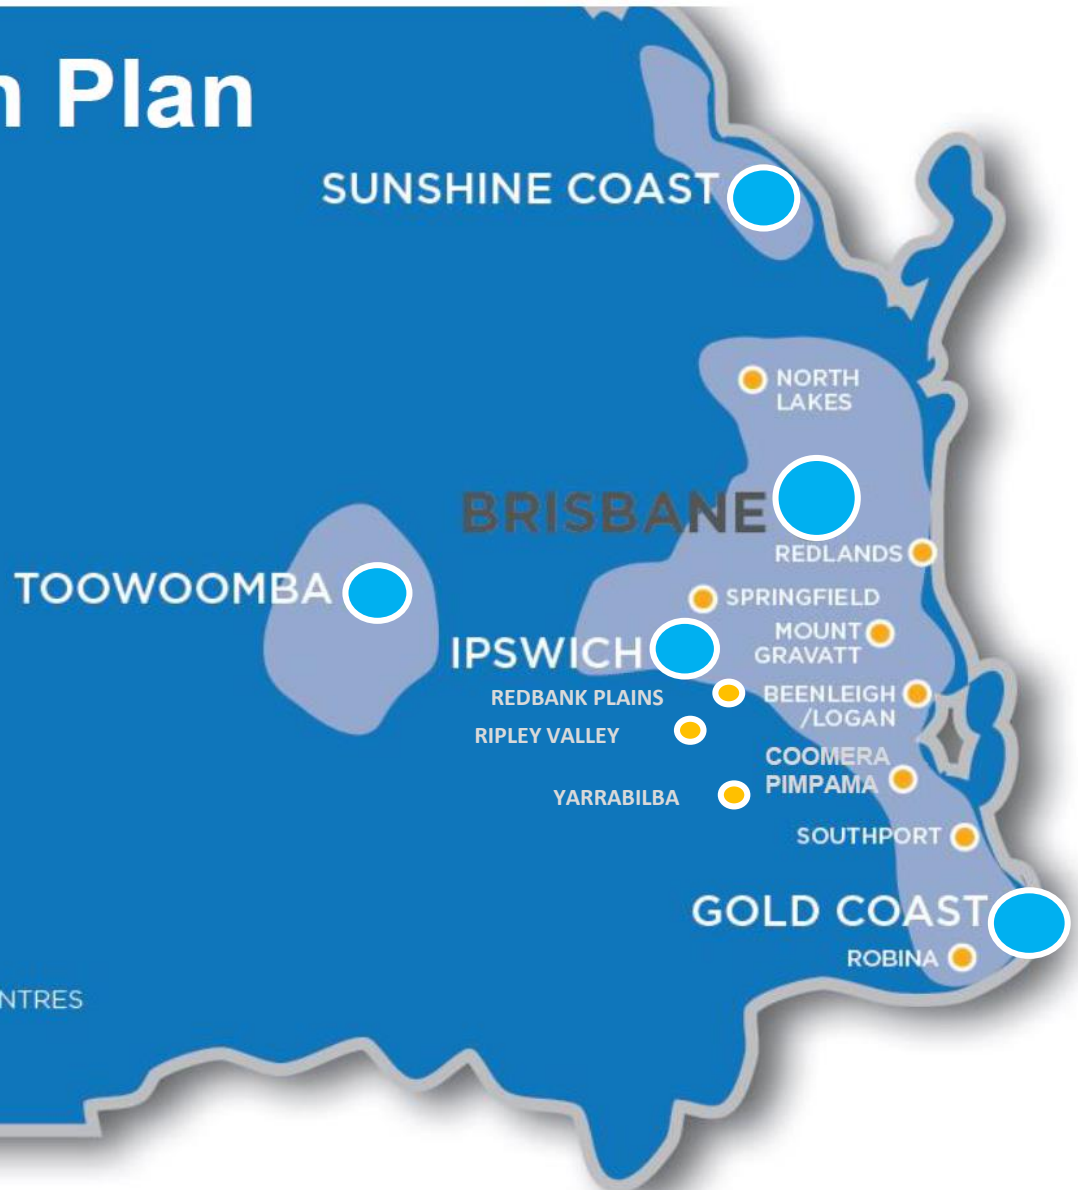 n Plan
SUNSHINE COAST
NORTH
LAKES
BRISBANE
REDLANDS
TOOWOOMBA
SPRINGFIELD
MOUNT
GRAVATT
IPSWICH
REDBANK PLAINS
BEENLEIGH
/LOGAN
RIPLEY VALLEY
COOMERA
PIMPAMA
YARRABILBA
SOUTHPORT
GOLD COAST
ROBINA
NTRES